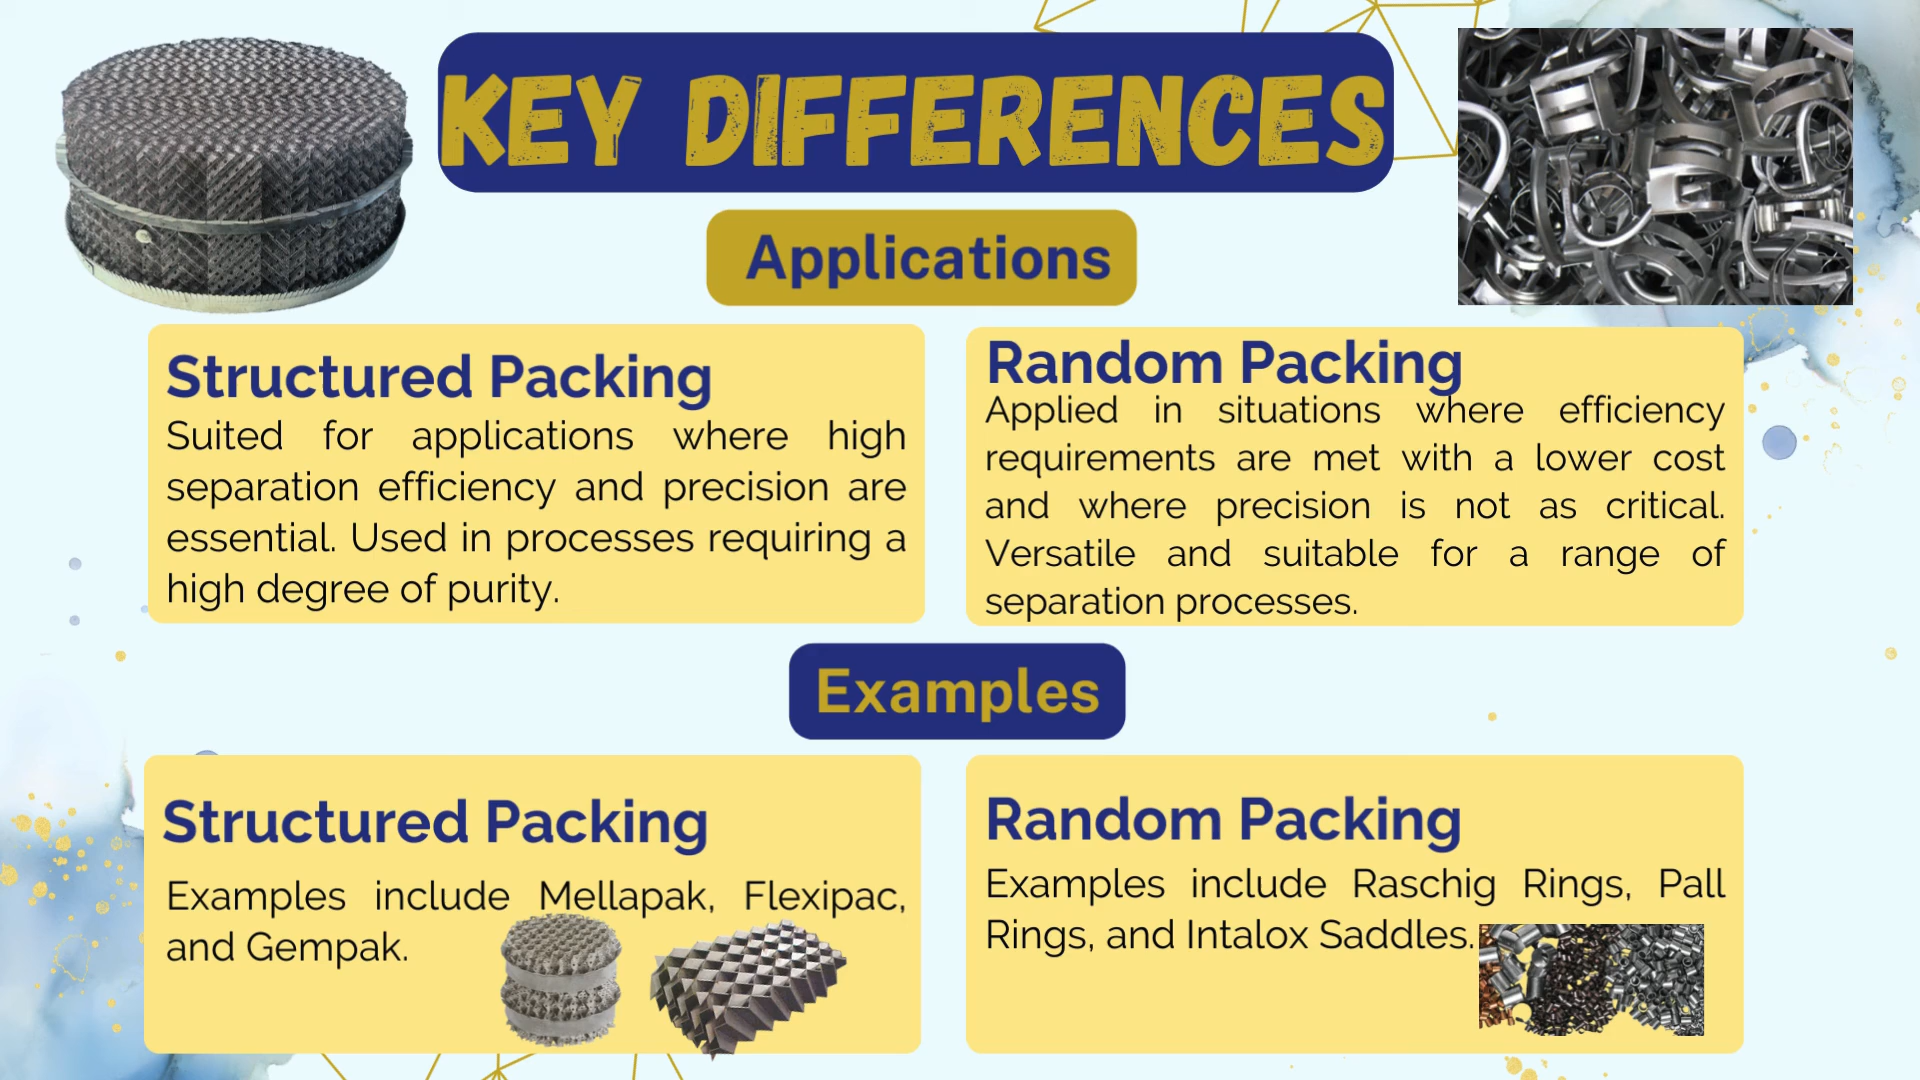 KEY DIFFERENCES
Applications
Structured Packing
Suited for applications where high
separation efficiency and precision are
essential. Used in processes requiring a
high degree of purity.
Random Packing
Applied in situations where efficiency
requirements are met with a lower cost
and where precision is not as critical.
Versatile and suitable for a range of
separation processes.
Examples
Structured Packing
Examples include Mellapak, Flexipac,
and Gempak.
Random Packing
Examples include Raschig Rings, Pall
Rings, and Intalox Saddles.